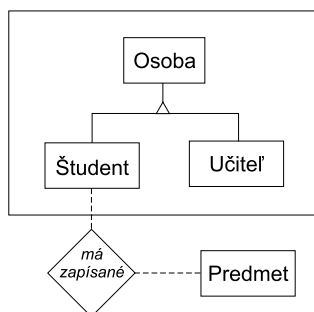 Osoba
Študent
Učiteľ
má
zapísané
Predmet